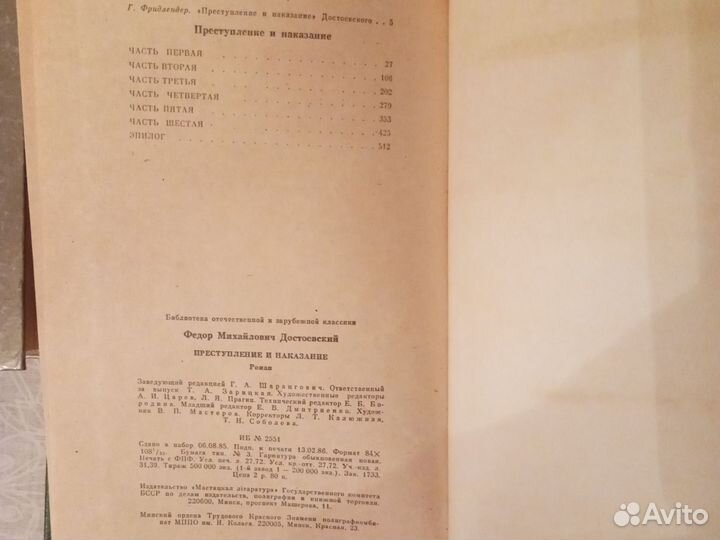 Г. Фридлендер. «Преступление и наказание» Достоевского . . 5
Преступление и наказание
ЧАСТЬ ПЕРВАЯ . . . . . . . . . . 27
ЧАСТЬ ВТОРАЯ . . . . . . . . . . 106
ЧАСТЬ ТРЕТЬЯ . . . . . . . . . . 202
ЧАСТЬ ЧЕТВЕРТАЯ . . . . . . . . . 279
ЧАСТЬ ПЯТАЯ . . . . . . . . . . 353
ЧАСТЬ ШЕСТАЯ . . . . . . . . . . 425
ЭПИЛОГ . . . . . . . . . . . . 512
Библиотека отечественной и зарубежной классики
Федор Михайлович Достоевский
ПРЕСТУПЛЕНИЕ И НАКАЗАНИЕ
Роман
Заведующий редакцией Г. А. Шарангович. Ответственный
за выпуск Т. А. Зарицкая. Художественные редакторы
А. И. Царев, Л. Я. Прагин. Технический редактор Е. Б. Бо-
родина. Младший редактор Е. В. Дмитриенко. Худож-
ник В. П. Мастеров. Корректоры Л. Т. Калюжная,
Т. Н. Соболева.
ИБ № 2551
Сдано в набор 06.08.85. Подп. к печати 13.02.86. Формат 84×
108¹/₃₂. Бумага тип. № 3. Гарнитура обыкновенная новая.
Печать с ФПФ. Усл. печ. л. 27,72. Усл. кр.-отт. 27,72. Уч.-изд. л.
31,39. Тираж 500 000 экз. (1-й завод 1 — 200 000 экз.). Зак. 1733.
Цена 2 р. 80 к.
Издательство «Мастацкая літаратура» Государственного комитета
БССР по делам издательств, полиграфии и книжной торговли.
220600, Минск, проспект Машерова, 11.
Минский ордена Трудового Красного Знамени полиграфкомби-
нат МППО им. Я. Коласа. 220005, Минск, Красная, 23.
Avito